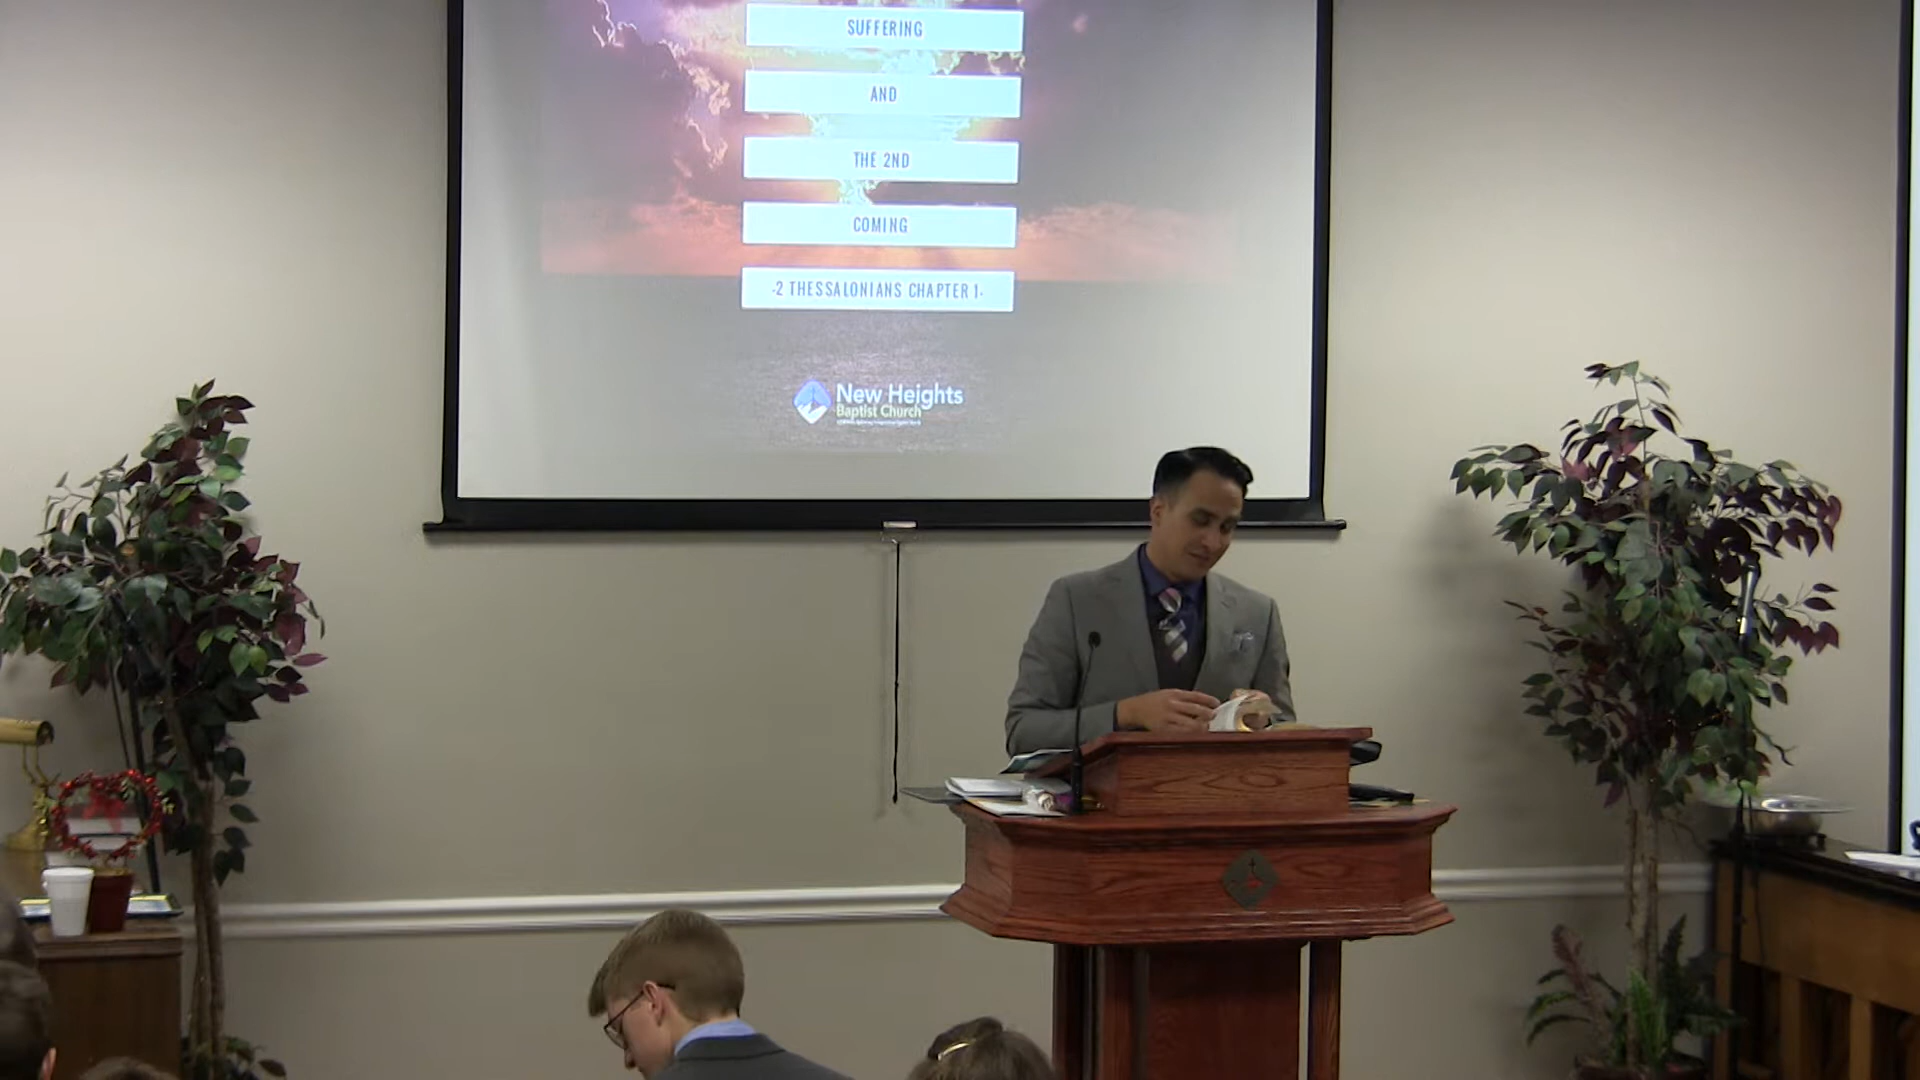 SUFFERING
AND
THE 2ND
COMING
-2 THESSALONIANS CHAPTER 1-
New Heights
Baptist Church